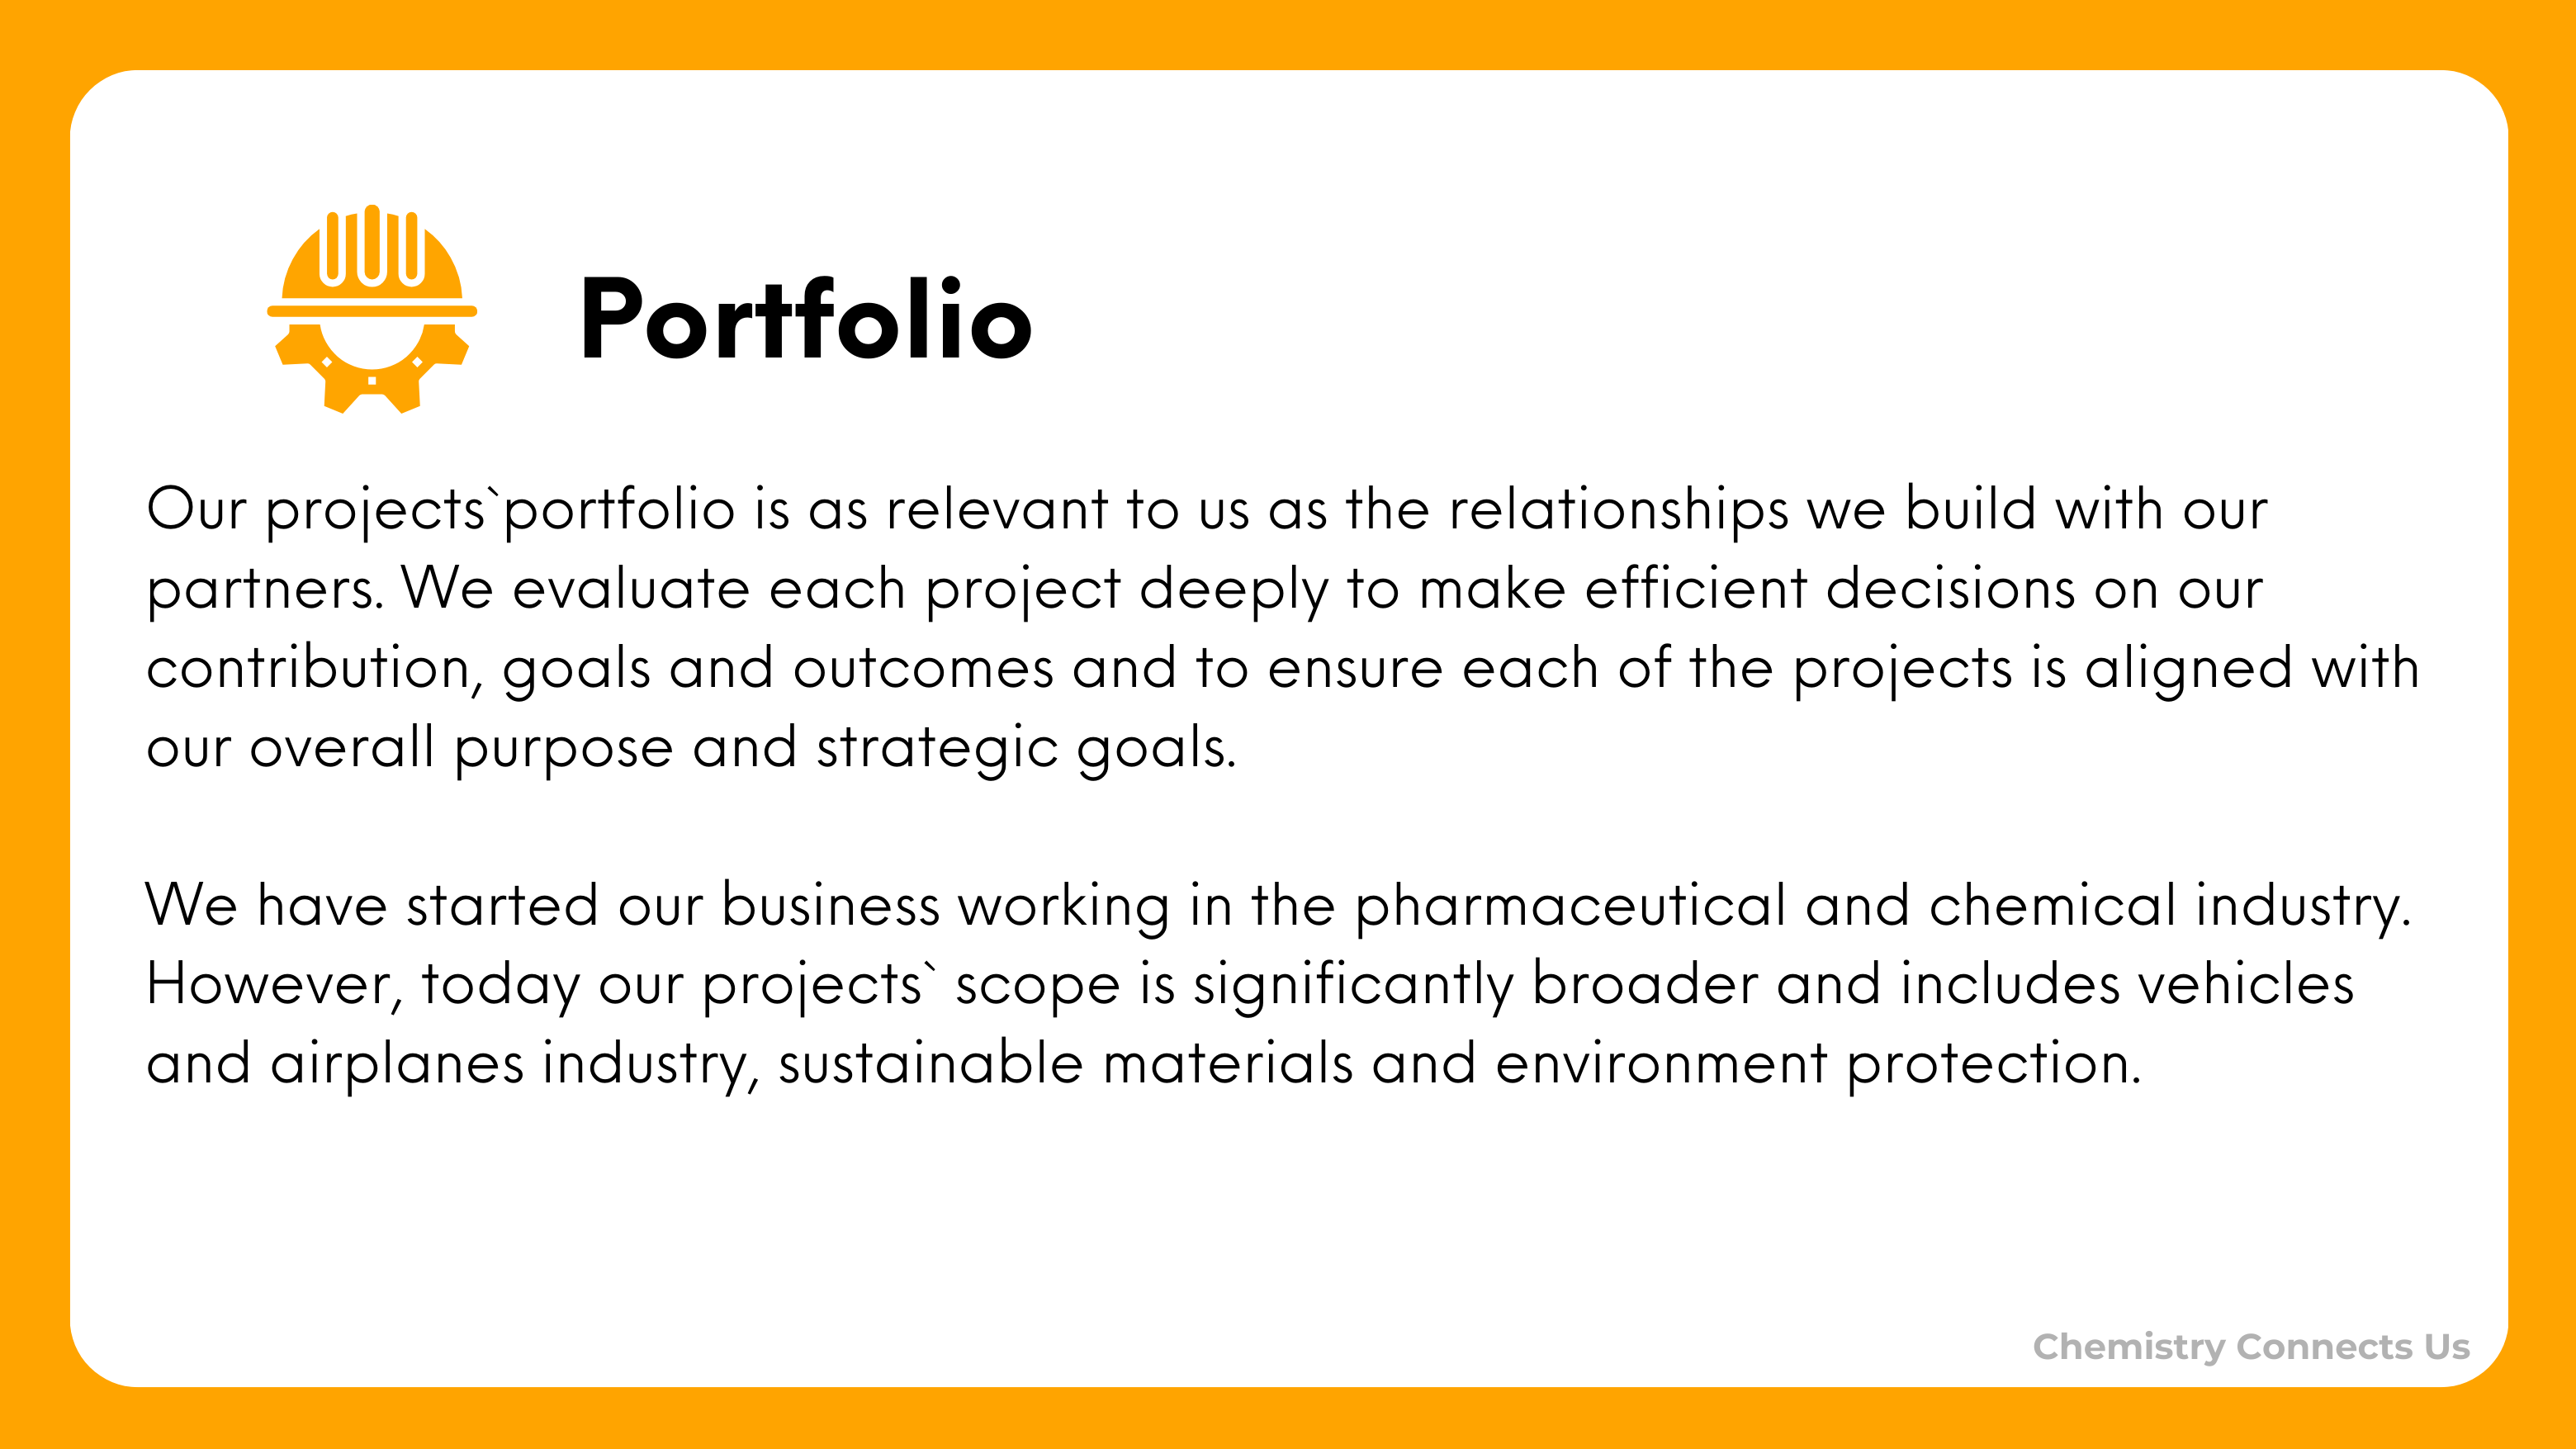 Portfolio
Our projects`portfolio is as relevant to us as the relationships we build with our
partners. We evaluate each project deeply to make efficient decisions on our
contribution, goals and outcomes and to ensure each of the projects is aligned with
our overall purpose and strategic goals.
We have started our business working in the pharmaceutical and chemical industry.
However, today our projects` scope is significantly broader and includes vehicles
and airplanes industry, sustainable materials and environment protection.
Chemistry Connects Us